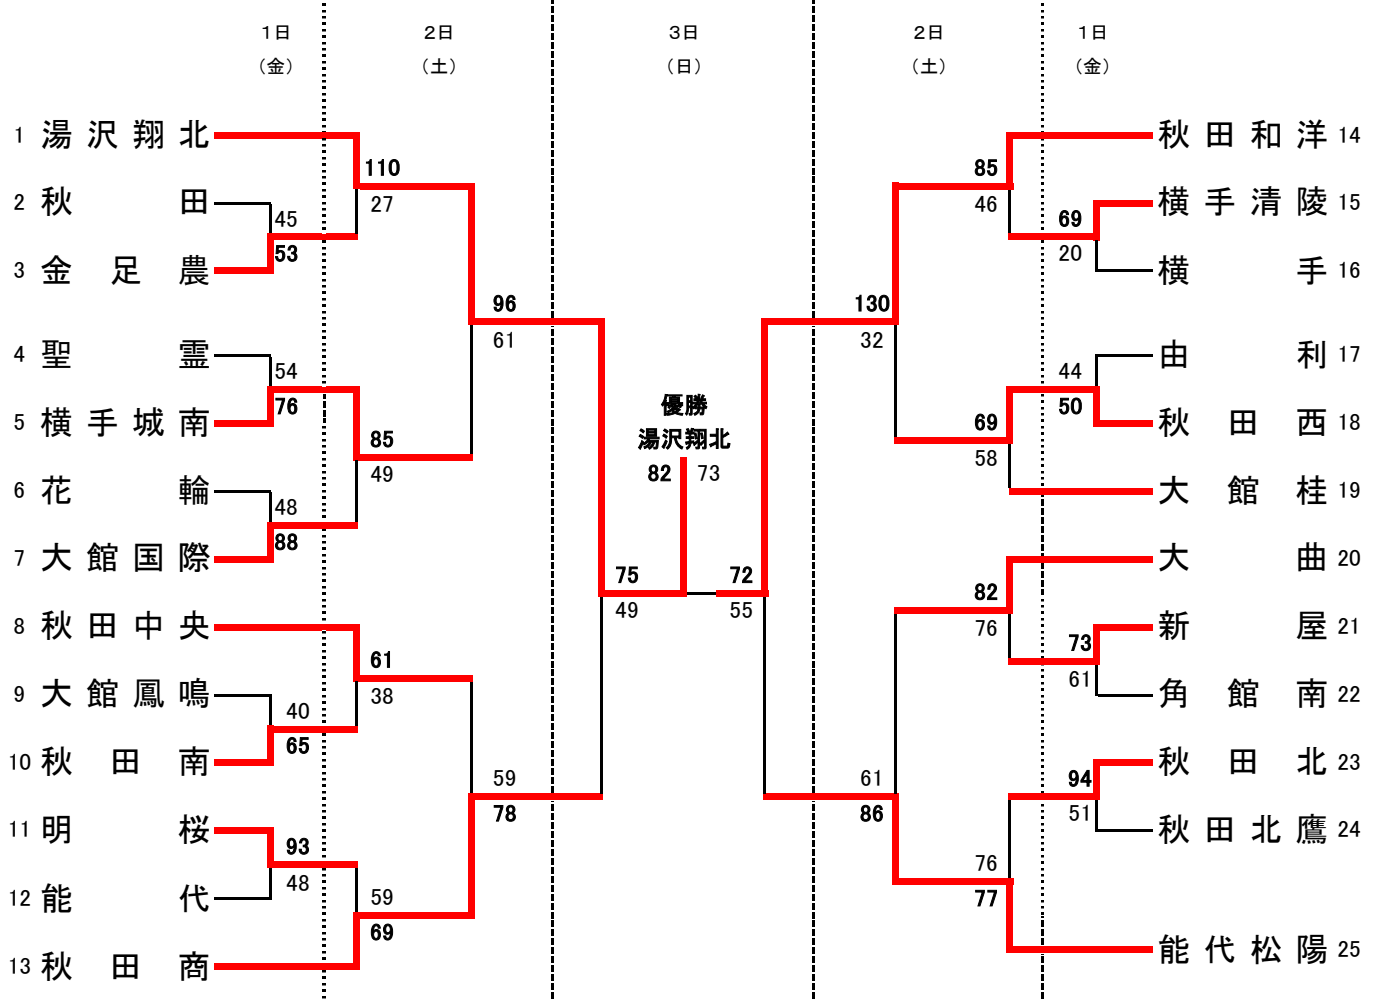 1日 2日 3日 2日 1日
(金) (土) (日) (土) (金)
1 湯沢翔北
2 秋田
3 金足農
4 聖霊
5 横手城南
6 花輪
7 大館国際
8 秋田中央
9 大館鳳鳴
10 秋田南
11 明桜
12 能代
13 秋田商
45
53
54
76
48
88
40
65
93
48
110
27
85
49
61
38
59
69
96
61
59
78
75
49
優勝
湯沢翔北
82 73
72
55
130
32
61
86
85
46
69
58
82
76
76
77
69
20
44
50
73
61
94
51
秋田和洋 14
横手清陵 15
横手 16
由利 17
秋田西 18
大館桂 19
大曲 20
新屋 21
角館南 22
秋田北 23
秋田北鷹 24
能代松陽 25